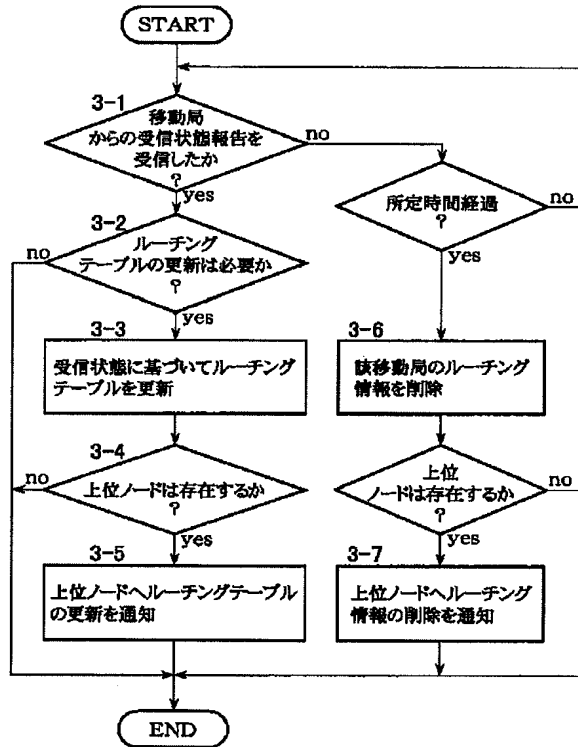 START
3-1
移動局
からの受信状態報告を
受信したか
?
no
yes
所定時間経過
?
no
yes
3-2
ルーチング
テーブルの更新は必要か
?
no
yes
3-3
受信状態に基づいてルーチング
テーブルを更新
3-6
該移動局のルーチング
情報を削除
3-4
上位ノードは存在するか
?
no
yes
上位
ノードは存在するか
?
no
yes
3-5
上位ノードへルーチングテーブル
の更新を通知
3-7
上位ノードへルーチング
情報の削除を通知
END